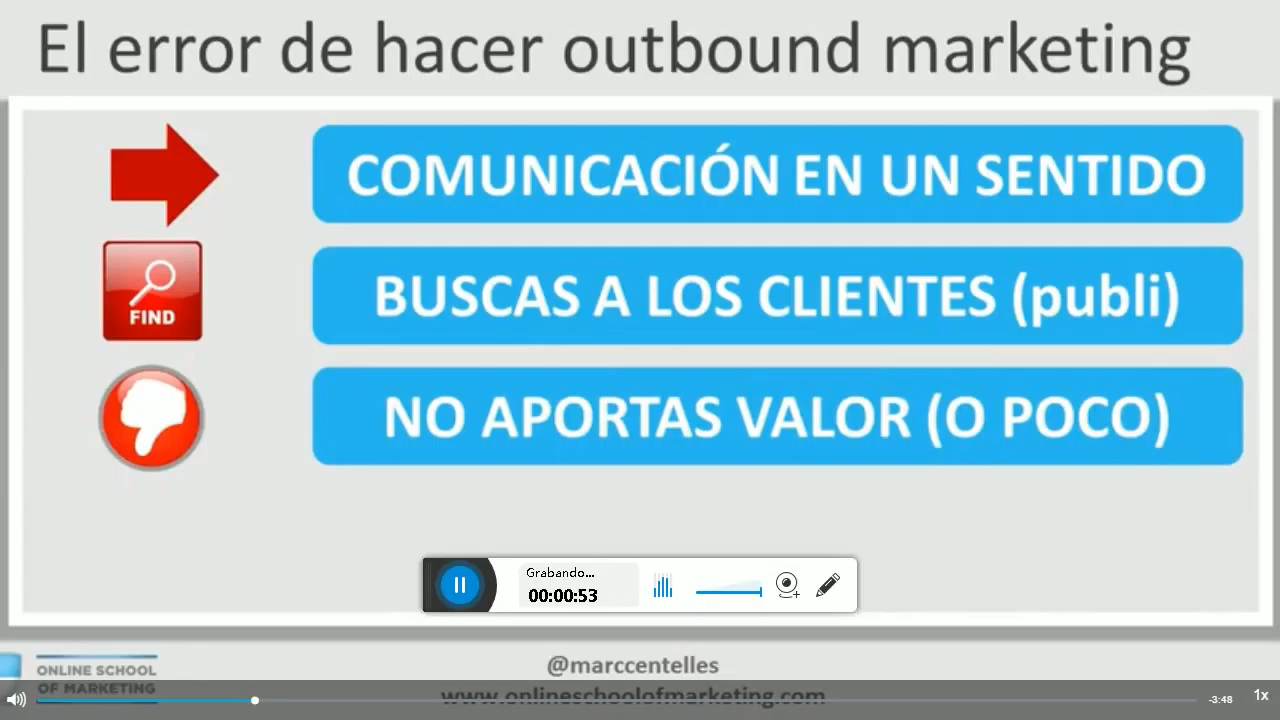 El error de hacer outbound marketing
COMUNICACIÓN EN UN SENTIDO
FIND
BUSCAS A LOS CLIENTES (publi)
NO APORTAS VALOR (O POCO)
Grabando...
00:00:53
ONLINE SCHOOL
OF MARKETING
@marccentelles
www.onlineschoolofmarketing.com
-3:48
1x